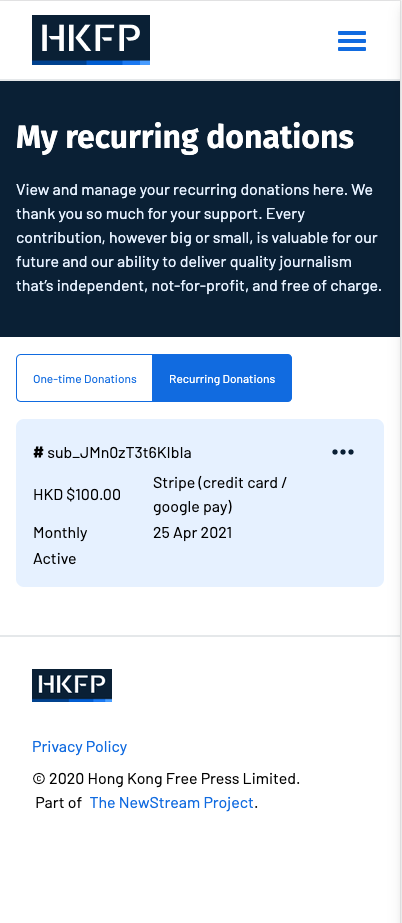 HKFP
My recurring donations
View and manage your recurring donations here. We
thank you so much for your support. Every
contribution, however big or small, is valuable for our
future and our ability to deliver quality journalism
that's independent, not-for-profit, and free of charge.
One-time Donations
Recurring Donations
# sub_JMn0zT3t6KIbla
HKD $100.00
Stripe (credit card /
google pay)
Monthly
25 Apr 2021
Active
HKFP
Privacy Policy
© 2020 Hong Kong Free Press Limited.
Part of The NewStream Project.